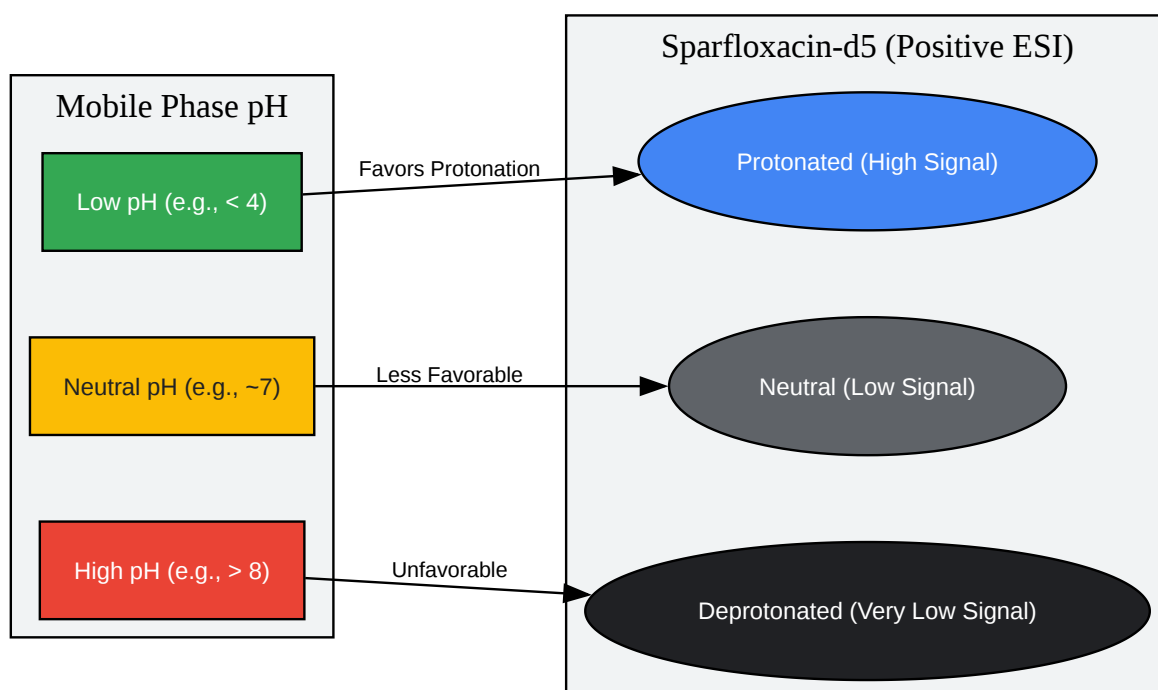 Sparfloxacin-d5 (Positive ESI)
Mobile Phase pH
Low pH (e.g., < 4)
Favors Protonation
Protonated (High Signal)
Neutral pH (e.g., ~7)
Less Favorable
Neutral (Low Signal)
High pH (e.g., > 8)
Unfavorable
Deprotonated (Very Low Signal)